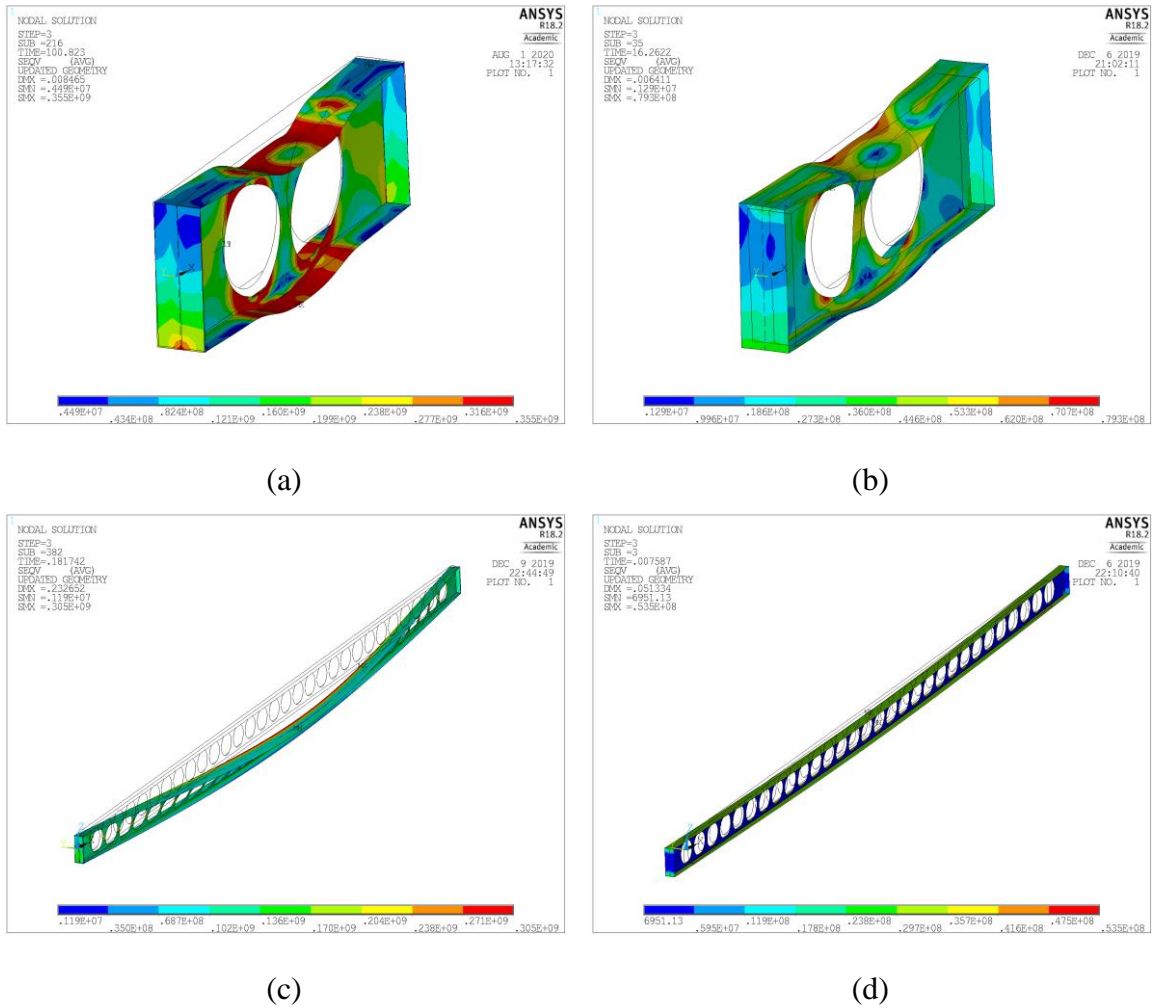 1
NODAL SOLUTION
STEP=3
SUB =216
TIME=100.823
SEQV (AVG)
UPDATED GEOMETRY
DMX =.008465
SMN =.449E+07
SMX =.355E+09
ANSYS
R18.2
Academic
AUG 1 2020
13:17:32
PLOT NO. 1
Y X
.449E+07 .824E+08 .160E+09 .238E+09 .316E+09
.434E+08 .121E+09 .199E+09 .277E+09 .355E+09
(a)
1
NODAL SOLUTION
STEP=3
SUB =35
TIME=16.2622
SEQV (AVG)
UPDATED GEOMETRY
DMX =.006411
SMN =.129E+07
SMX =.793E+08
ANSYS
R18.2
Academic
DEC 6 2019
21:02:11
PLOT NO. 1
Y X
.129E+07 .186E+08 .360E+08 .533E+08 .707E+08
.996E+07 .273E+08 .446E+08 .620E+08 .793E+08
(b)
1
NODAL SOLUTION
STEP=3
SUB =382
TIME=.181742
SEQV (AVG)
UPDATED GEOMETRY
DMX =.232652
SMN =.119E+07
SMX =.305E+09
ANSYS
R18.2
Academic
DEC 9 2019
22:44:49
PLOT NO. 1
Z
Y
.119E+07 .687E+08 .136E+09 .204E+09 .271E+09
.350E+08 .102E+09 .170E+09 .238E+09 .305E+09
(c)
1
NODAL SOLUTION
STEP=3
SUB =3
TIME=.007587
SEQV (AVG)
UPDATED GEOMETRY
DMX =.051334
SMN =6951.13
SMX =.535E+08
ANSYS
R18.2
Academic
DEC 6 2019
22:10:40
PLOT NO. 1
Z
Y X
6951.13 .119E+08 .238E+08 .357E+08 .475E+08
.595E+07 .178E+08 .297E+08 .416E+08 .535E+08
(d)